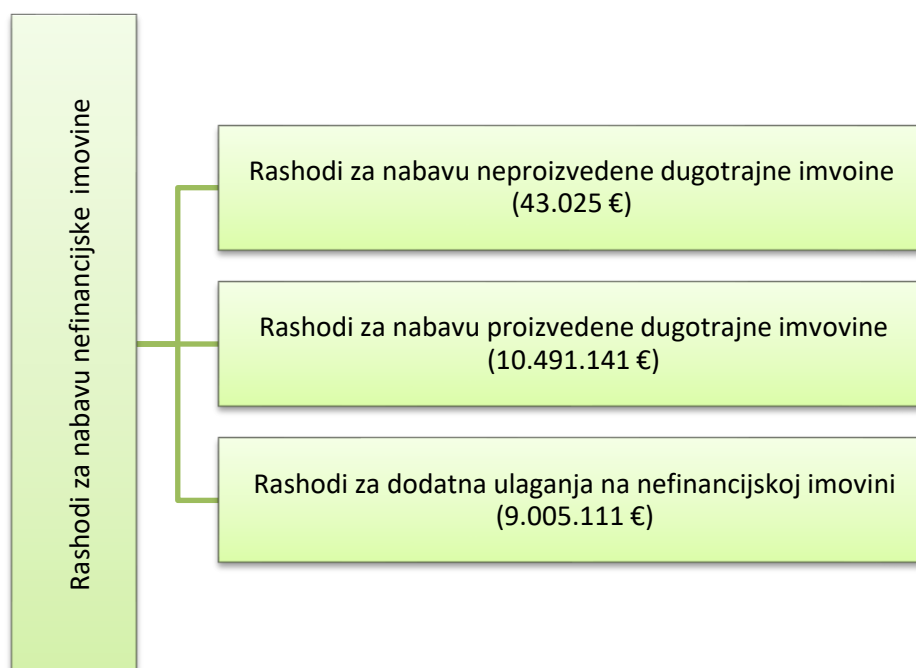 Rashodi za nabavu nefinancijske imovine
Rashodi za nabavu neproizvedene dugotrajne imvoine
(43.025 €)
Rashodi za nabavu proizvedene dugotrajne imvovine
(10.491.141 €)
Rashodi za dodatna ulaganja na nefinancijskoj imovini
(9.005.111 €)